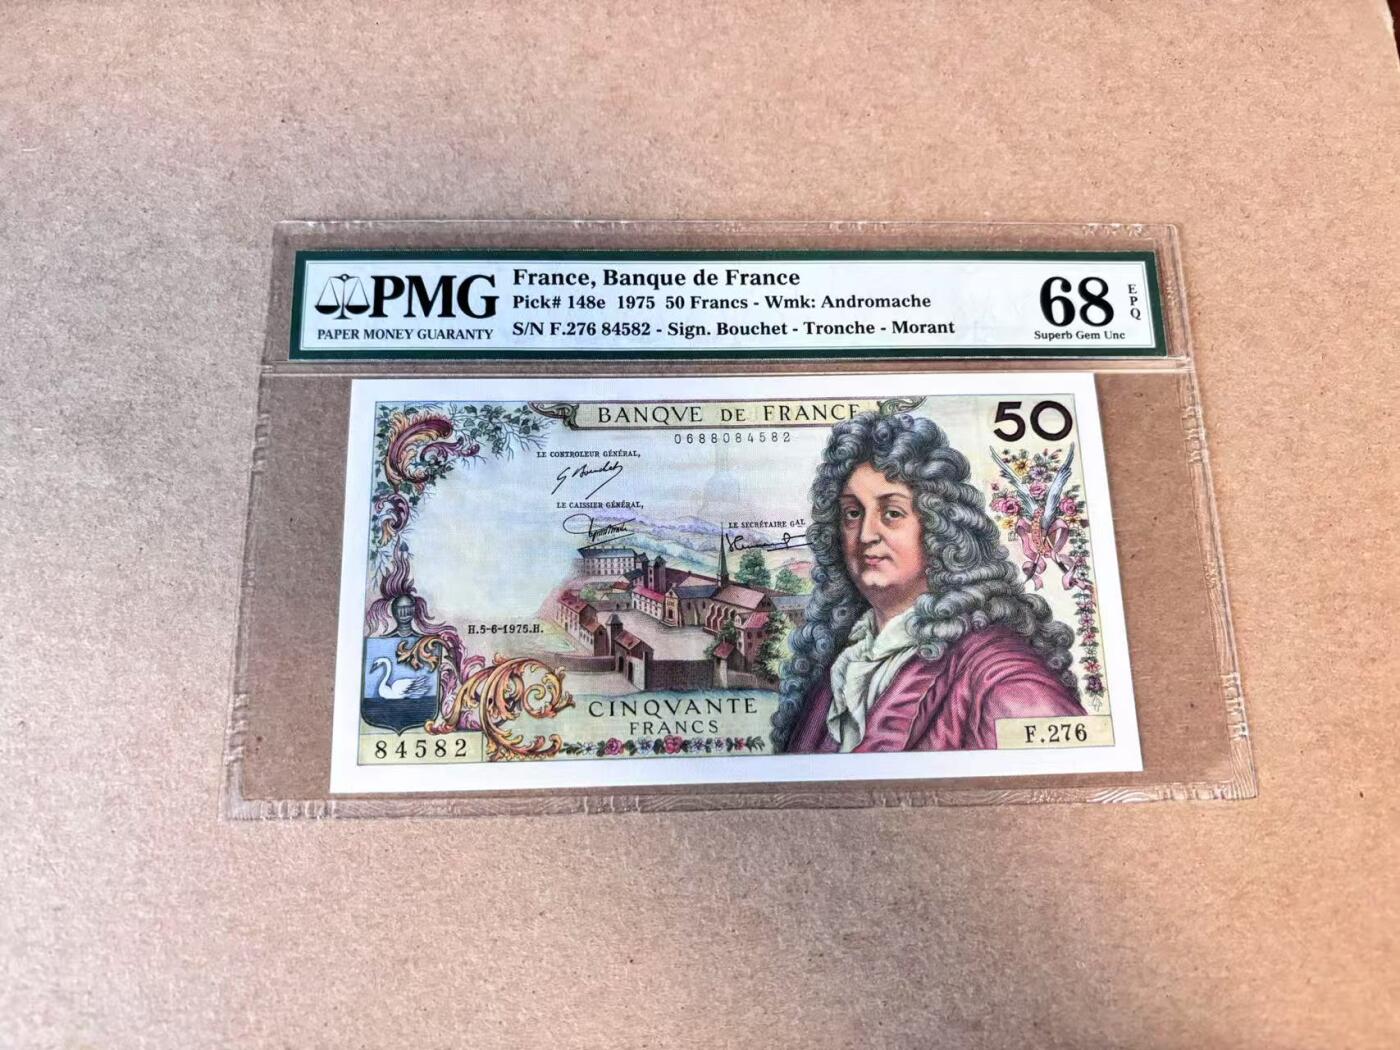 PMG
PAPER MONEY GUARANTY
France, Banque de France
Pick# 148e 1975 50 Francs - Wmk: Andromache
S/N F.276 84582 - Sign. Bouchet - Tronche - Morant
68
EPQ
Superb Gem Unc
BANQVE DE FRANCE
50
0688084582
LE CONTROLEUR GÉNÉRAL,
LE CAISSIER GÉNÉRAL,
LE SECRÉTAIRE GAL
H.5-6-1975.H.
CINQVANTE
FRANCS
84582
F.276